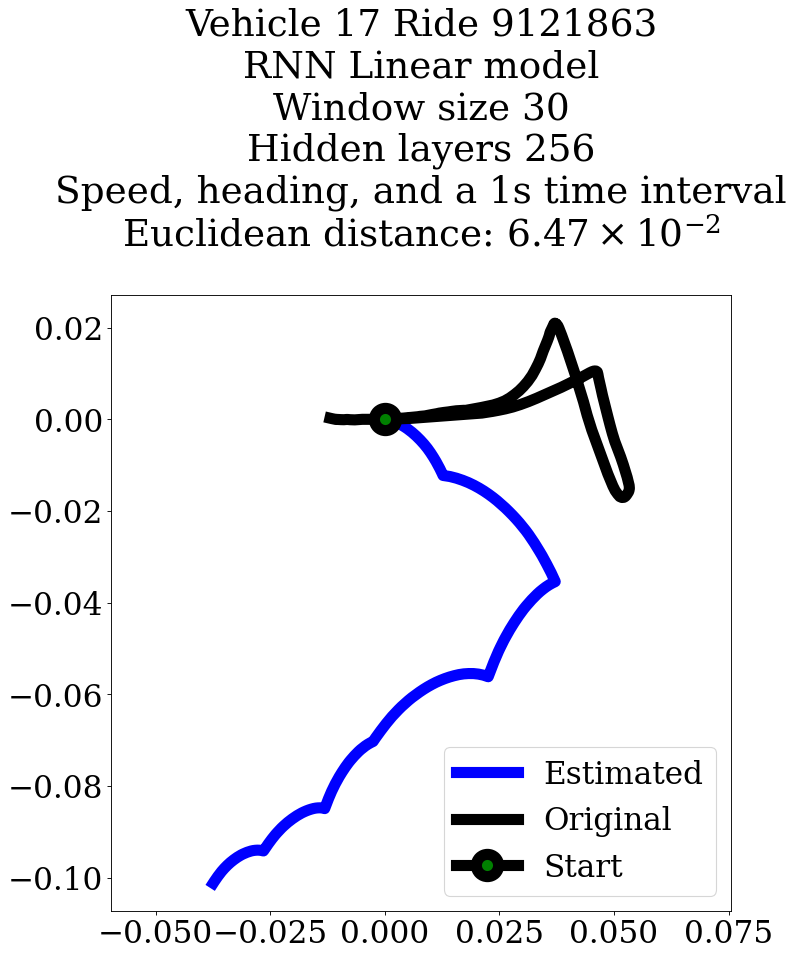 Vehicle 17 Ride 9121863
RNN Linear model
Window size 30
Hidden layers 256
Speed, heading, and a 1s time interval
Euclidean distance: 6.47 × 10⁻²
0.02
0.00
−0.02
−0.04
−0.06
−0.08
−0.10
Estimated
Original
Start
−0.050 −0.025 0.000 0.025 0.050 0.075